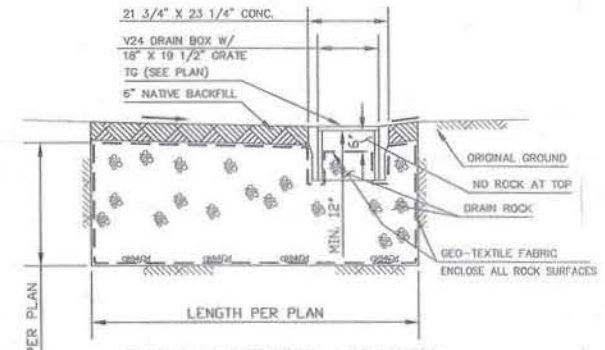 21 3/4" X 23 1/4" CONC.
V24 DRAIN BOX W/
18" X 19 1/2" GRATE
TG (SEE PLAN)
6" NATIVE BACKFILL
6"
ORIGINAL GROUND
NO ROCK AT TOP
DRAIN ROCK
MIN. 12"
GEO-TEXTILE FABRIC
ENCLOSE ALL ROCK SURFACES
LENGTH PER PLAN
PER PLAN